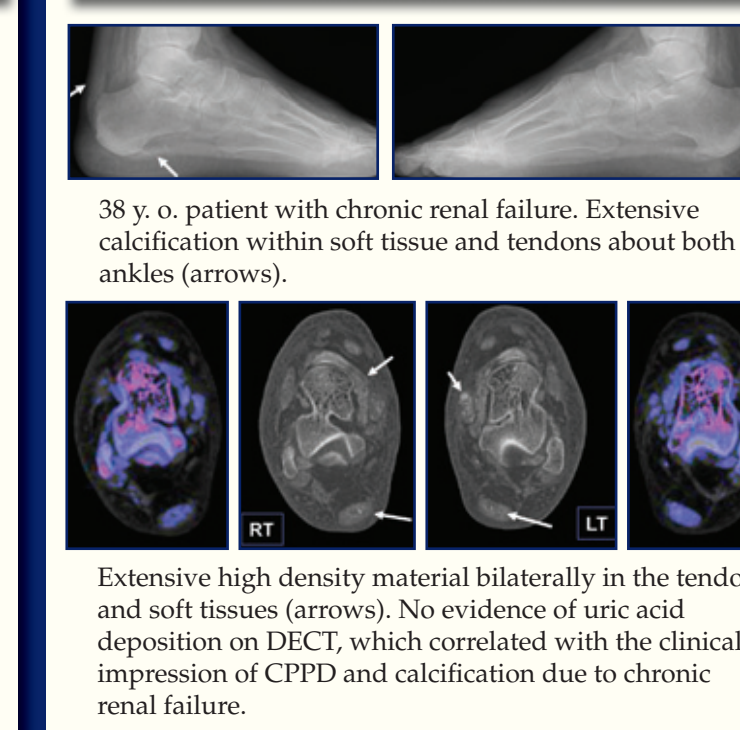 38 y. o. patient with chronic renal failure. Extensive
calcification within soft tissue and tendons about both
ankles (arrows).
RT
LT
Extensive high density material bilaterally in the tendo
and soft tissues (arrows). No evidence of uric acid
deposition on DECT, which correlated with the clinical
impression of CPPD and calcification due to chronic
renal failure.